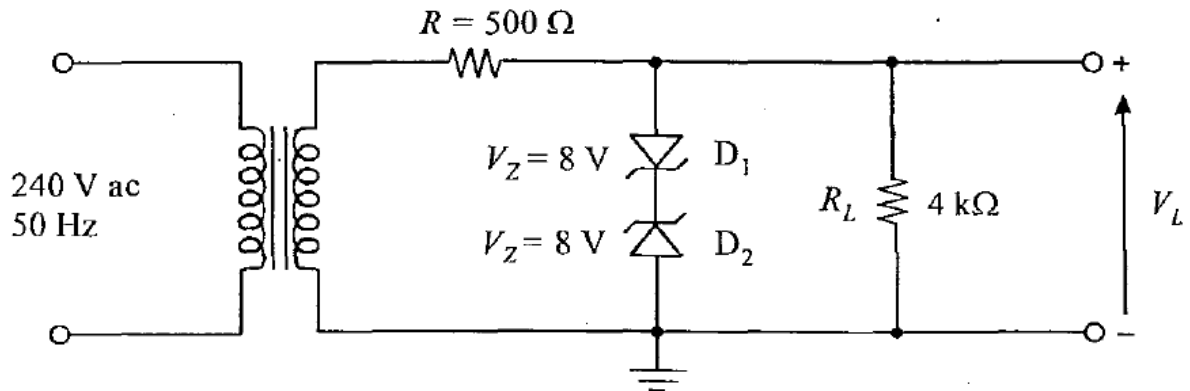 R = 500 Ω
+
V_Z = 8 V D_1
240 V ac
50 Hz
R_L 4 kΩ
V_L
V_Z = 8 V D_2
−